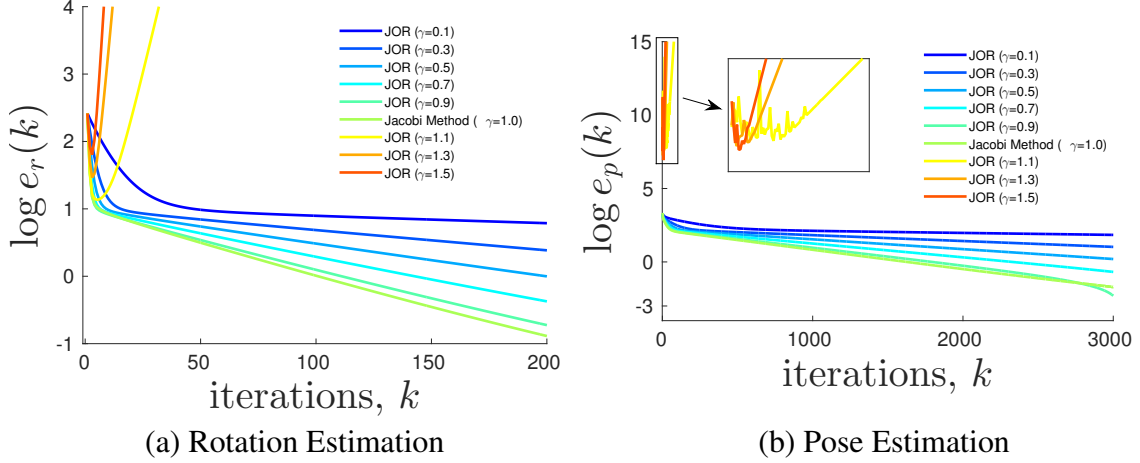 4
3
2
1
0
-1
0
50
100
150
200
log e_r(k)
iterations, k
JOR (γ=0.1)
JOR (γ=0.3)
JOR (γ=0.5)
JOR (γ=0.7)
JOR (γ=0.9)
Jacobi Method ( γ=1.0)
JOR (γ=1.1)
JOR (γ=1.3)
JOR (γ=1.5)
(a) Rotation Estimation
15
10
5
0
-3
0
1000
2000
3000
log e_p(k)
iterations, k
JOR (γ=0.1)
JOR (γ=0.3)
JOR (γ=0.5)
JOR (γ=0.7)
JOR (γ=0.9)
Jacobi Method ( γ=1.0)
JOR (γ=1.1)
JOR (γ=1.3)
JOR (γ=1.5)
(b) Pose Estimation